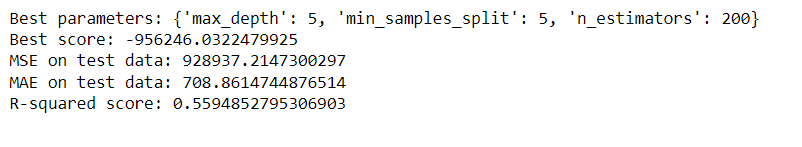 Best parameters: {'max_depth': 5, 'min_samples_split': 5, 'n_estimators': 200}
Best score: -956246.0322479925
MSE on test data: 928937.2147300297
MAE on test data: 708.8614744876514
R-squared score: 0.5594852795306903